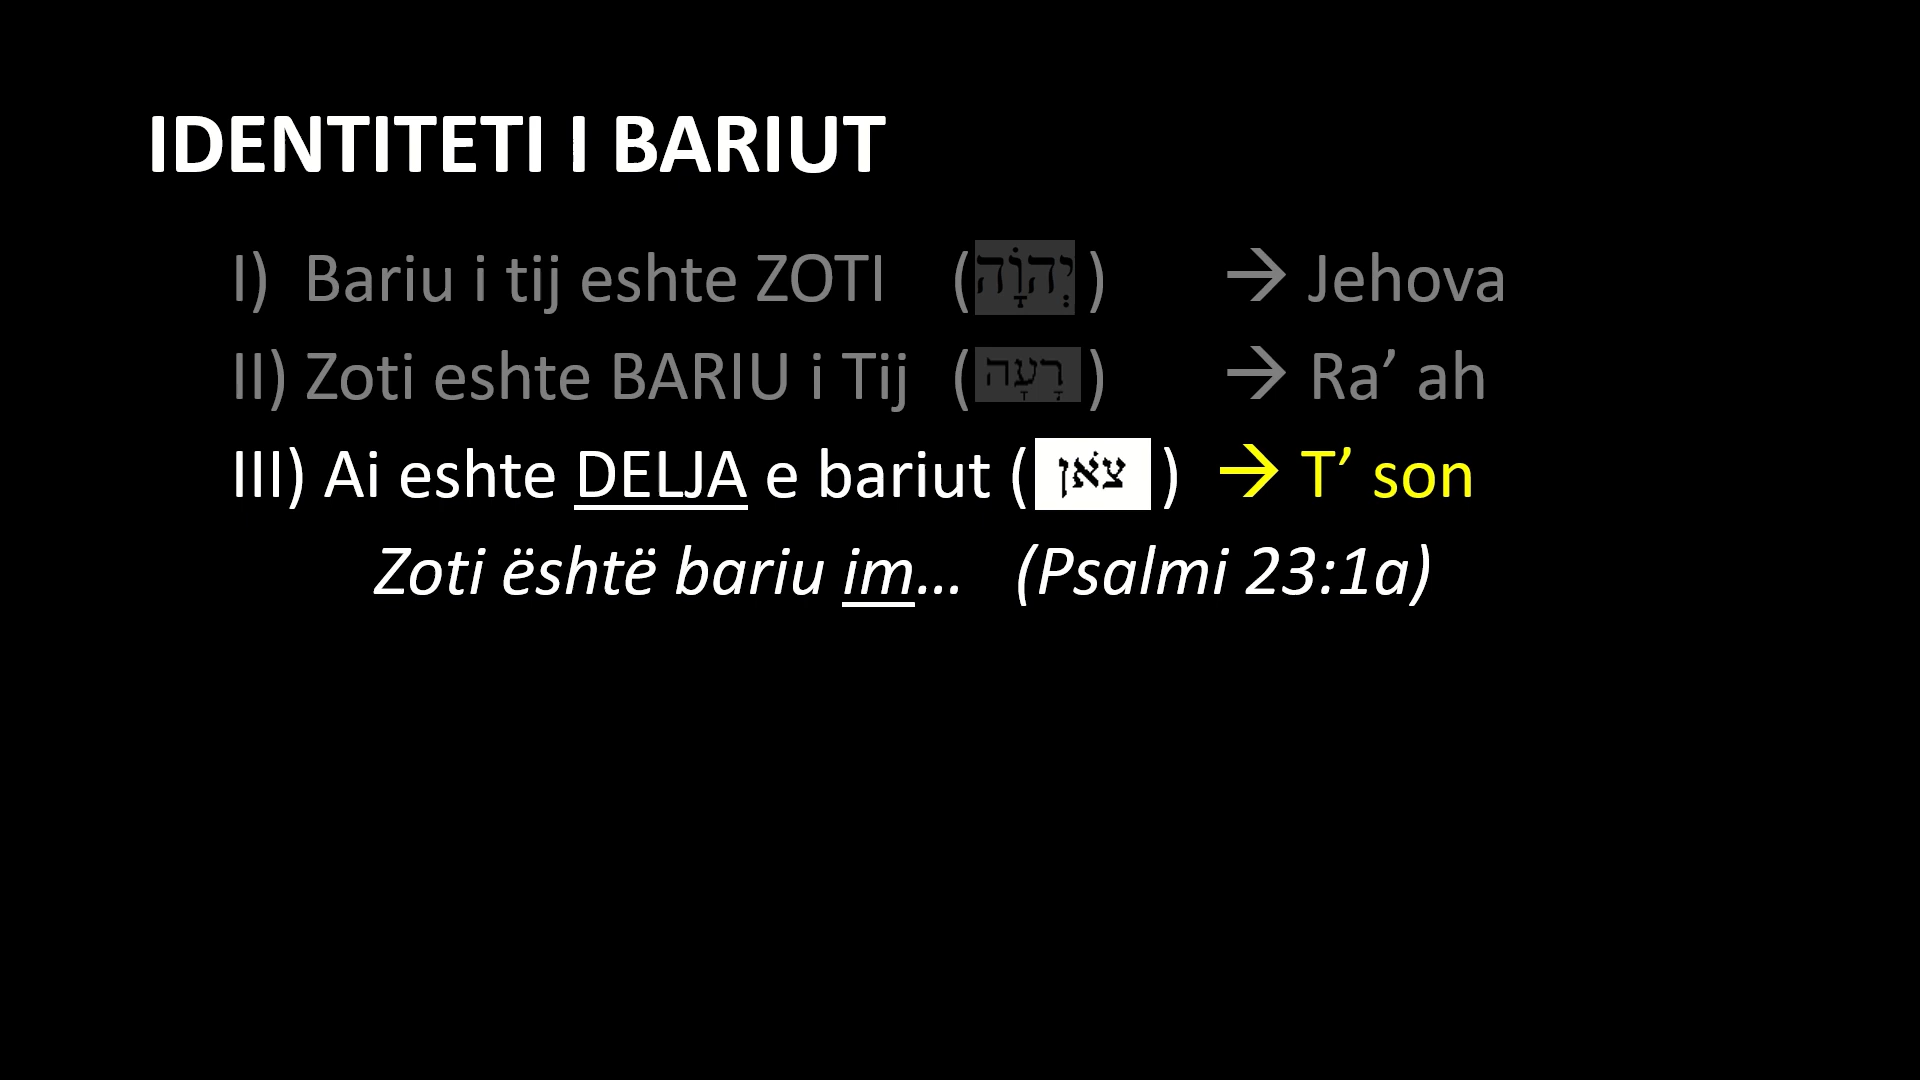 IDENTITETI I BARIUT
I) Bariu i tij eshte ZOTI (יְהֹוָה) → Jehova
II) Zoti eshte BARIU i Tij (רָעָה) → Ra’ ah
III) Ai eshte DELJA e bariut (צֹאן) → T’ son
Zoti është bariu im... (Psalmi 23:1a)